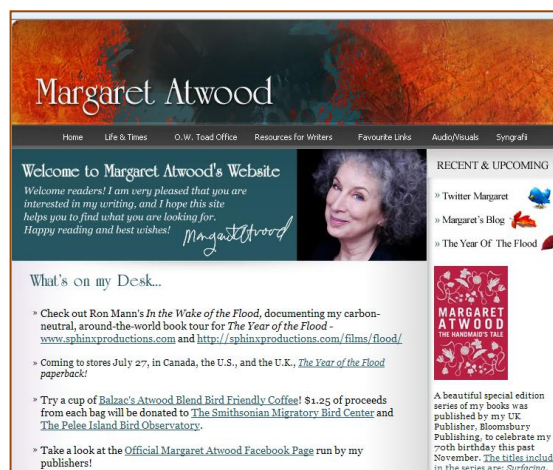 Margaret Atwood
Home Life & Times O.W. Toad Office Resources for Writers Favourite Links Audio/Visuals Syngrafii
Welcome to Margaret Atwood's Website
Welcome readers! I am very pleased that you are
interested in my writing, and I hope this site
helps you to find what you are looking for.
Happy reading and best wishes!
Margaret Atwood
What's on my Desk...
» Check out Ron Mann's In the Wake of the Flood, documenting my carbon-
neutral, around-the-world book tour for The Year of the Flood -
www.sphinxproductions.com and http://sphinxproductions.com/films/flood/
» Coming to stores July 27, in Canada, the U.S., and the U.K., The Year of the Flood
paperback!
» Try a cup of Balzac's Atwood Blend Bird Friendly Coffee! $1.25 of proceeds
from each bag will be donated to The Smithsonian Migratory Bird Center and
The Pelee Island Bird Observatory.
» Take a look at the Official Margaret Atwood Facebook Page run by my
publishers!
RECENT & UPCOMING
» Twitter Margaret
» Margaret's Blog
» The Year Of The Flood
MARGARET
ATWOOD
THE HANDMAID'S TALE
A beautiful special edition
series of my books was
published by my UK
Publisher, Bloomsbury
Publishing, to celebrate my
70th birthday this past
November. The titles includ
in the series are: Surfacing,